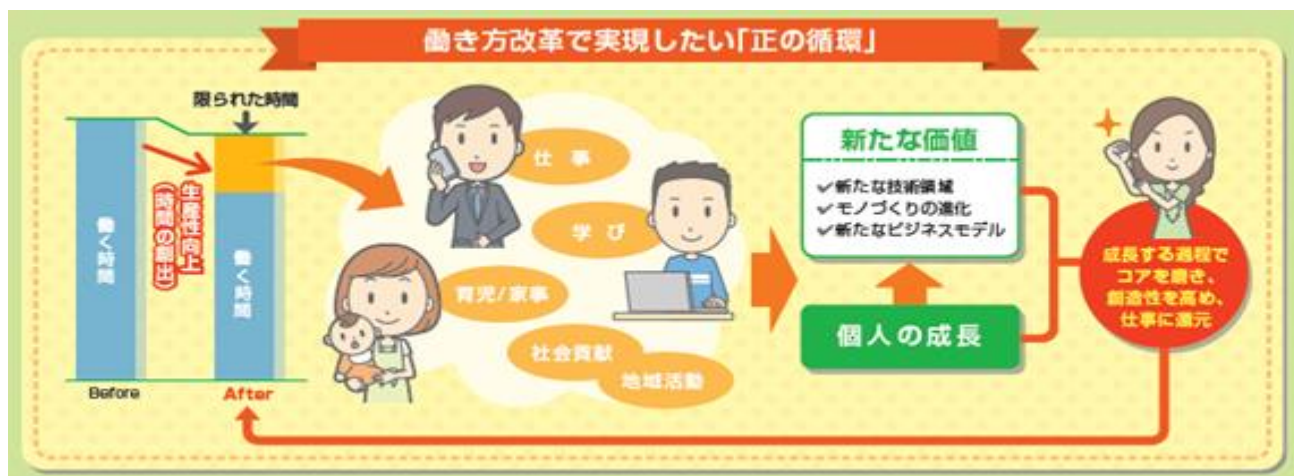 働き方改革で実現したい「正の循環」
限られた時間
働く時間
生産性向上
(時間の創出)
働く時間
Before
After
仕事
学び
育児/家事
社会貢献
地域活動
新たな価値
✓新たな技術領域
✓モノづくりの進化
✓新たなビジネスモデル
個人の成長
成長する過程で
コアを磨き、
創造性を高め、
仕事に還元